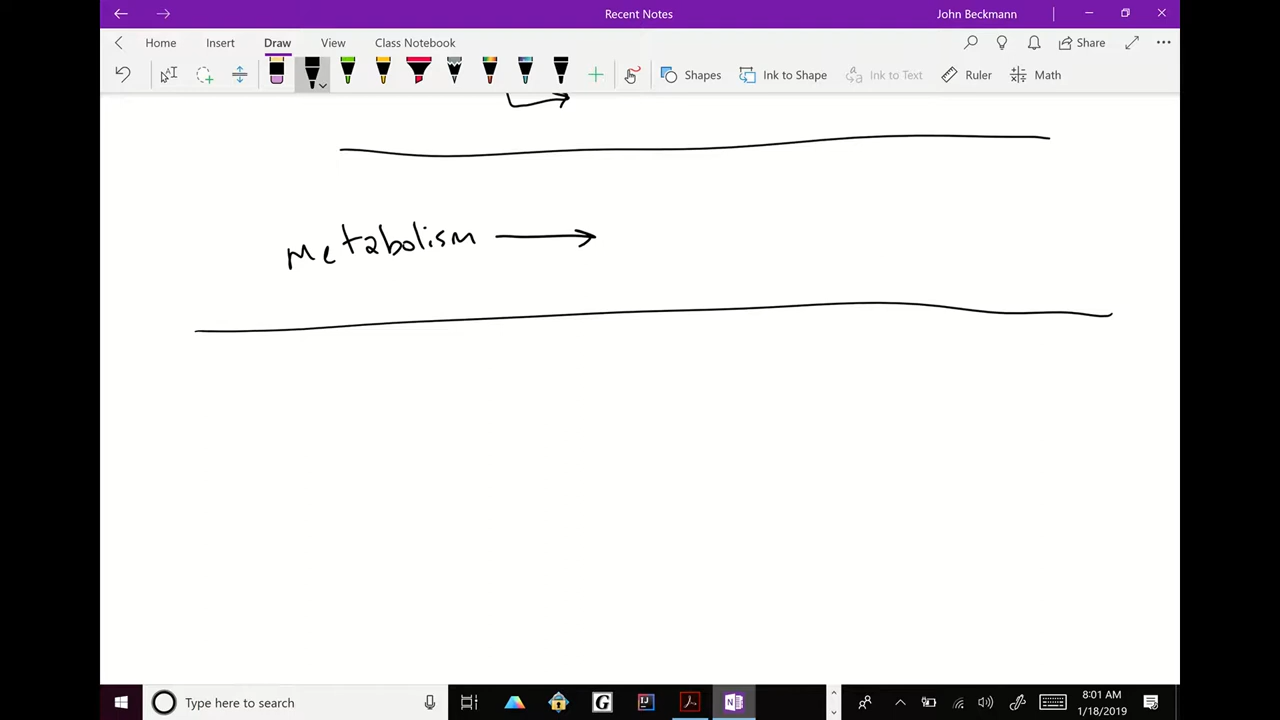 Recent Notes
John Beckmann
Home Insert Draw View Class Notebook
Share
Shapes Ink to Shape Ink to Text Ruler Math
Metabolism
Type here to search
G
IJ
N
8:01 AM
1/18/2019